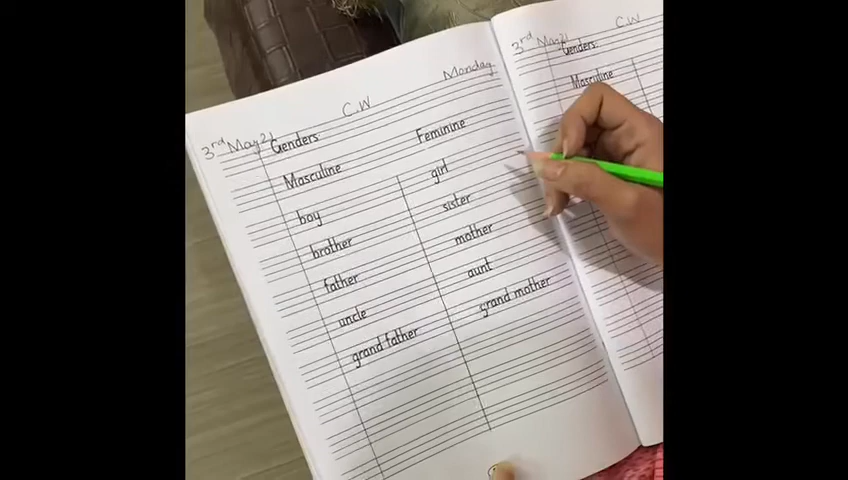 C.W
Monday
3rd May 21
Genders:
Masculine Feminine
boy girl
brother sister
father mother
uncle aunt
grand father grand mother
C.W
3rd May 21
Genders:
Masculine